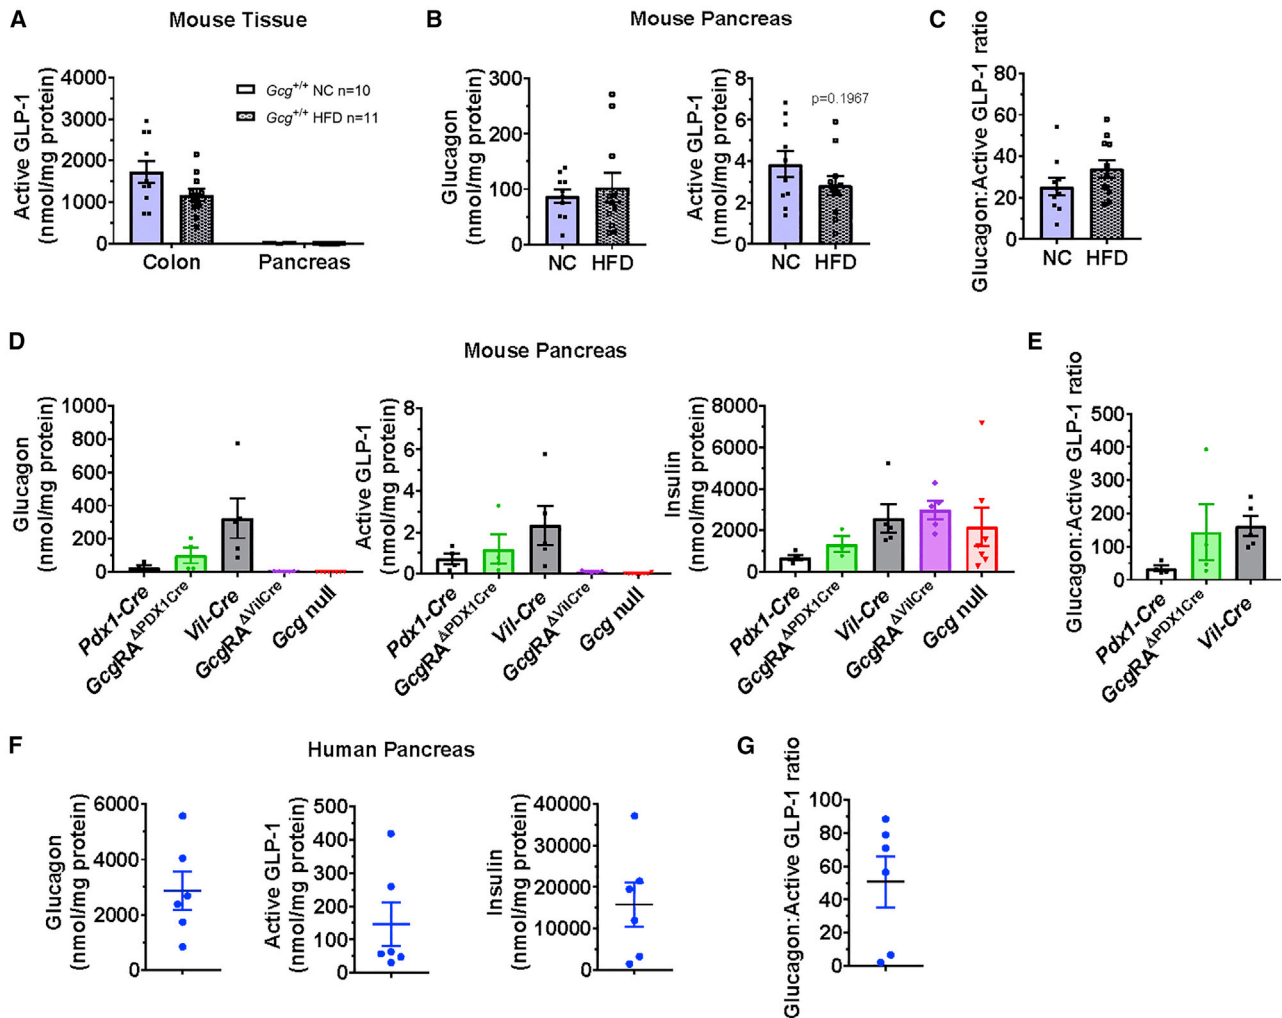 A
Mouse Tissue
Active GLP-1
(nmol/mg protein)
4000
3000
2000
1000
0
Gcg+/+ NC n=10
Gcg+/+ HFD n=11
Colon
Pancreas
B
Mouse Pancreas
Glucagon
(nmol/mg protein)
300
200
100
0
NC
HFD
Active GLP-1
(nmol/mg protein)
8
6
4
2
0
p=0.1967
NC
HFD
C
Glucagon:Active GLP-1 ratio
80
60
40
20
0
NC
HFD
D
Mouse Pancreas
Glucagon
(nmol/mg protein)
1000
800
600
400
200
0
Pdx1-Cre
GcgRAΔPDX1Cre
Vil-Cre
GcgRAΔVilCre
Gcg null
Active GLP-1
(nmol/mg protein)
8
6
4
2
0
Pdx1-Cre
GcgRAΔPDX1Cre
Vil-Cre
GcgRAΔVilCre
Gcg null
Insulin
(nmol/mg protein)
8000
6000
4000
2000
0
Pdx1-Cre
GcgRAΔPDX1Cre
Vil-Cre
GcgRAΔVilCre
Gcg null
E
Glucagon:Active GLP-1 ratio
500
400
300
200
100
0
Pdx1-Cre
GcgRAΔPDX1Cre
Vil-Cre
F
Human Pancreas
Glucagon
(nmol/mg protein)
6000
4000
2000
0
Active GLP-1
(nmol/mg protein)
500
400
300
200
100
0
Insulin
(nmol/mg protein)
40000
30000
20000
10000
0
G
Glucagon:Active GLP-1 ratio
100
80
60
40
20
0